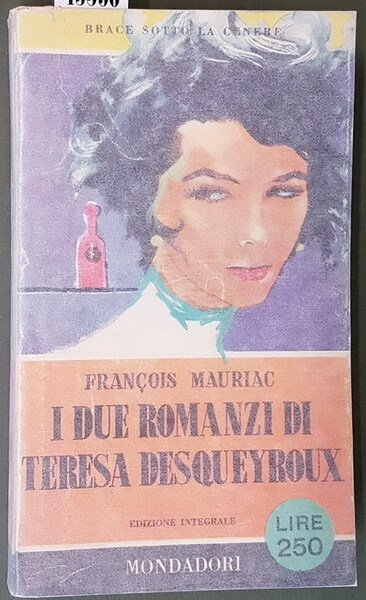 BRACE SOTTO LA CENERE
FRANÇOIS MAURIAC
I DUE ROMANZI DI
TERESA DESQUEYROUX
EDIZIONE INTEGRALE
LIRE
250
MONDADORI